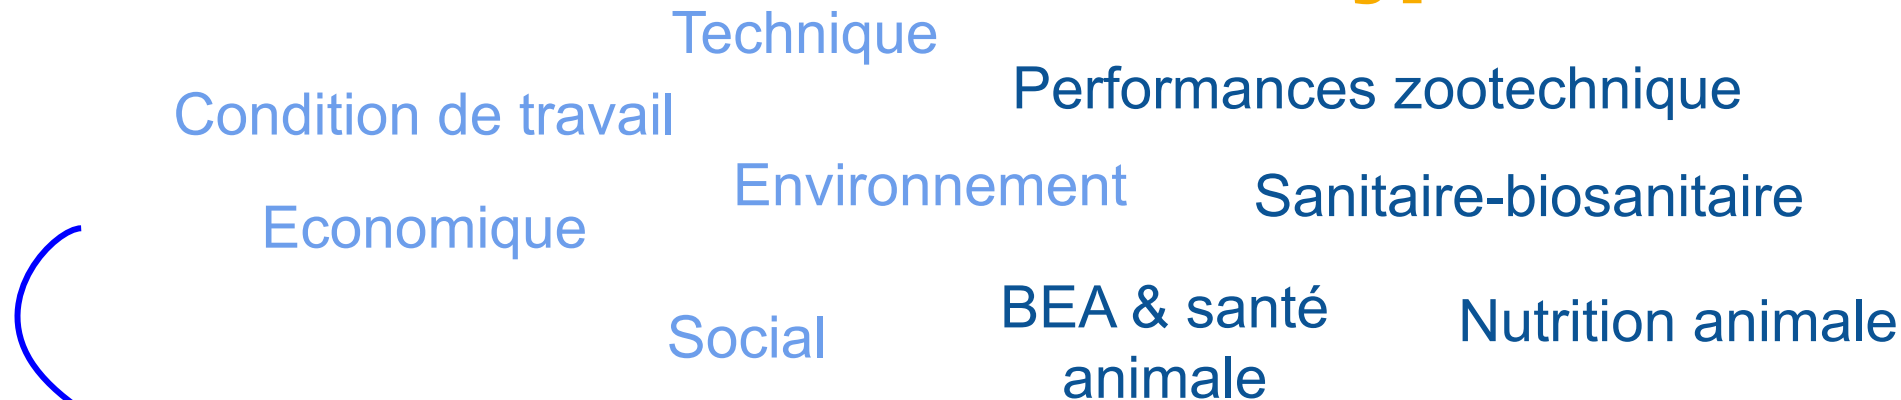 Technique
Performances zootechnique
Condition de travail
Environnement
Sanitaire-biosanitaire
Economique
BEA & santé
animale
Nutrition animale
Social